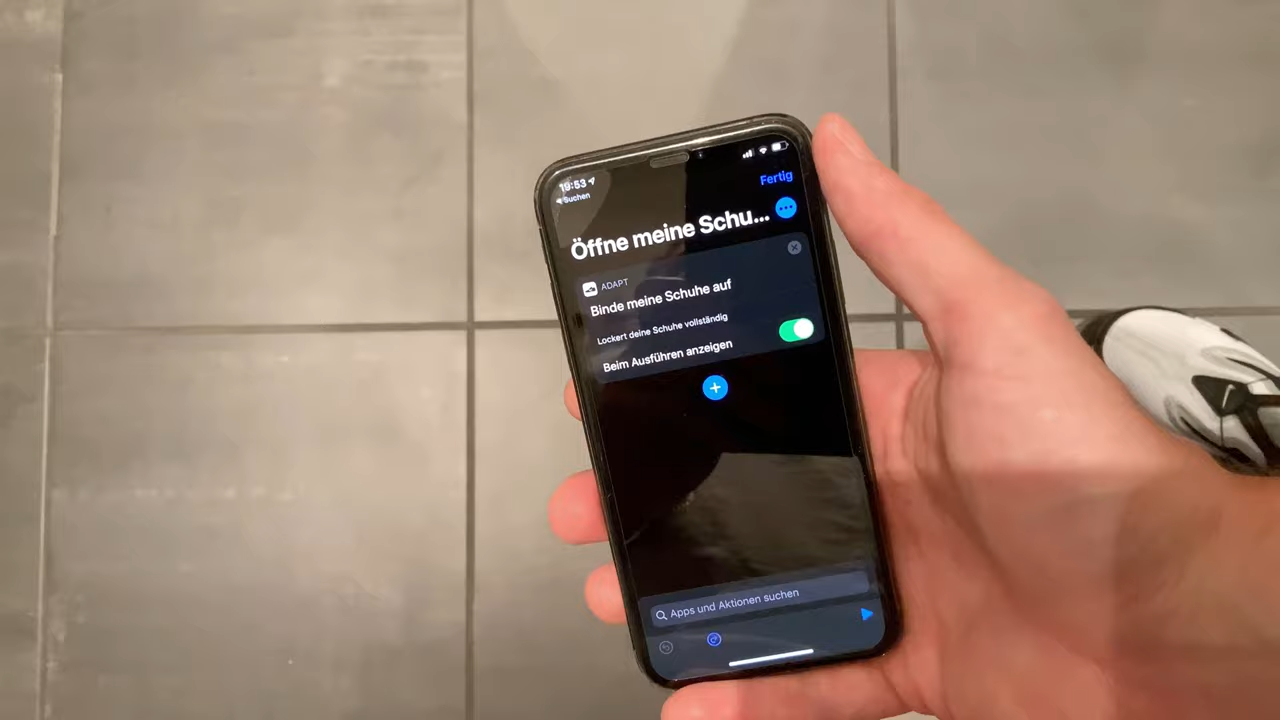 19:53
Suchen
Fertig
Öffne meine Schu...
ADAPT
Binde meine Schuhe auf
Lockert deine Schuhe vollständig
Beim Ausführen anzeigen
Apps und Aktionen suchen